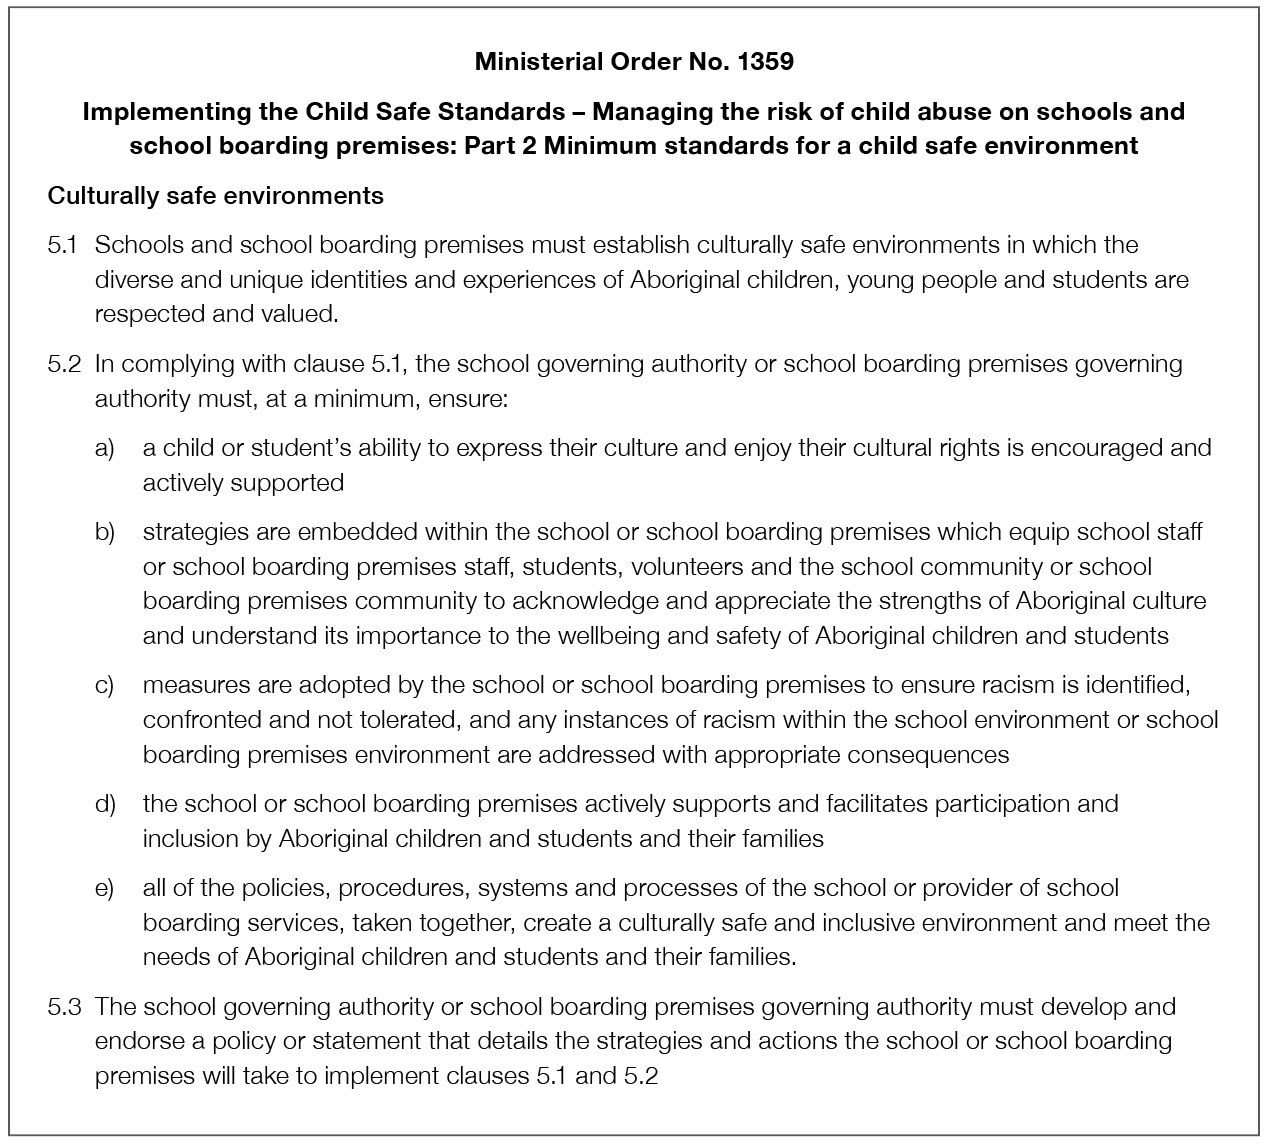 Ministerial Order No. 1359
Implementing the Child Safe Standards – Managing the risk of child abuse on schools and
school boarding premises: Part 2 Minimum standards for a child safe environment
Culturally safe environments
5.1 Schools and school boarding premises must establish culturally safe environments in which the
diverse and unique identities and experiences of Aboriginal children, young people and students are
respected and valued.
5.2 In complying with clause 5.1, the school governing authority or school boarding premises governing
authority must, at a minimum, ensure:
a) a child or student’s ability to express their culture and enjoy their cultural rights is encouraged and
actively supported
b) strategies are embedded within the school or school boarding premises which equip school staff
or school boarding premises staff, students, volunteers and the school community or school
boarding premises community to acknowledge and appreciate the strengths of Aboriginal culture
and understand its importance to the wellbeing and safety of Aboriginal children and students
c) measures are adopted by the school or school boarding premises to ensure racism is identified,
confronted and not tolerated, and any instances of racism within the school environment or school
boarding premises environment are addressed with appropriate consequences
d) the school or school boarding premises actively supports and facilitates participation and
inclusion by Aboriginal children and students and their families
e) all of the policies, procedures, systems and processes of the school or provider of school
boarding services, taken together, create a culturally safe and inclusive environment and meet the
needs of Aboriginal children and students and their families.
5.3 The school governing authority or school boarding premises governing authority must develop and
endorse a policy or statement that details the strategies and actions the school or school boarding
premises will take to implement clauses 5.1 and 5.2